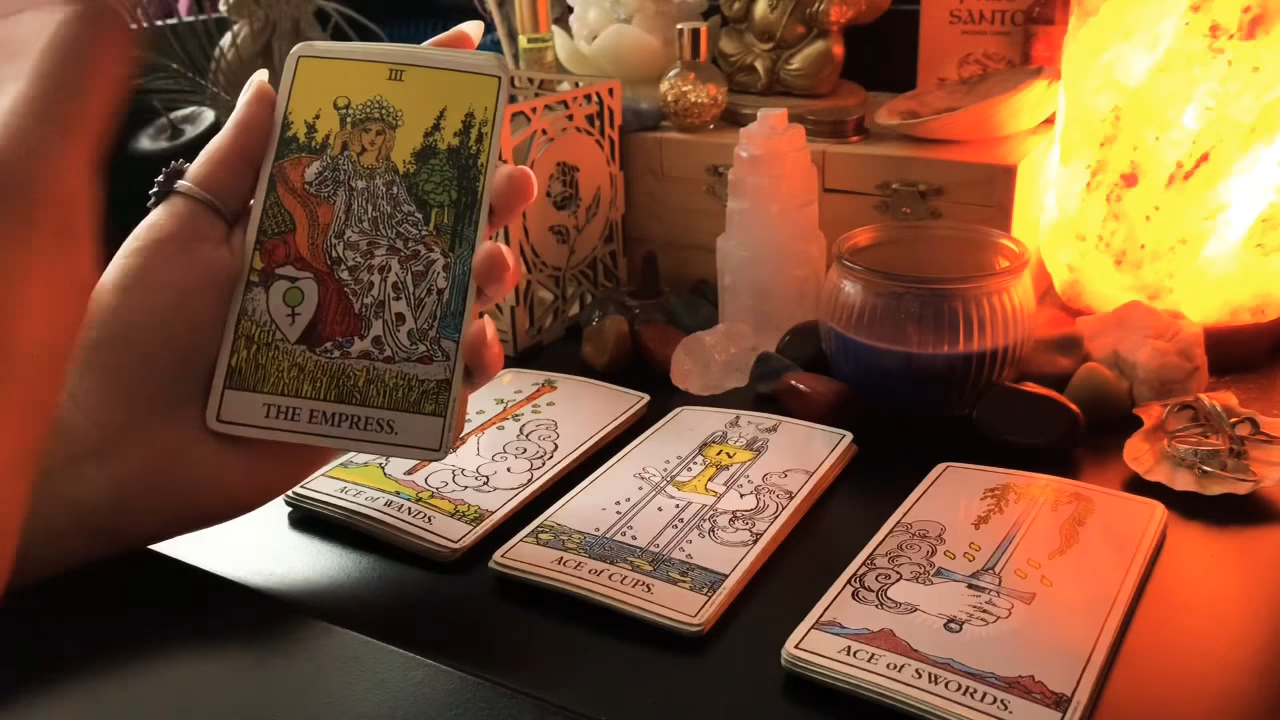 SANTO
III
THE EMPRESS.
ACE of WANDS.
ACE of CUPS.
ACE of SWORDS.